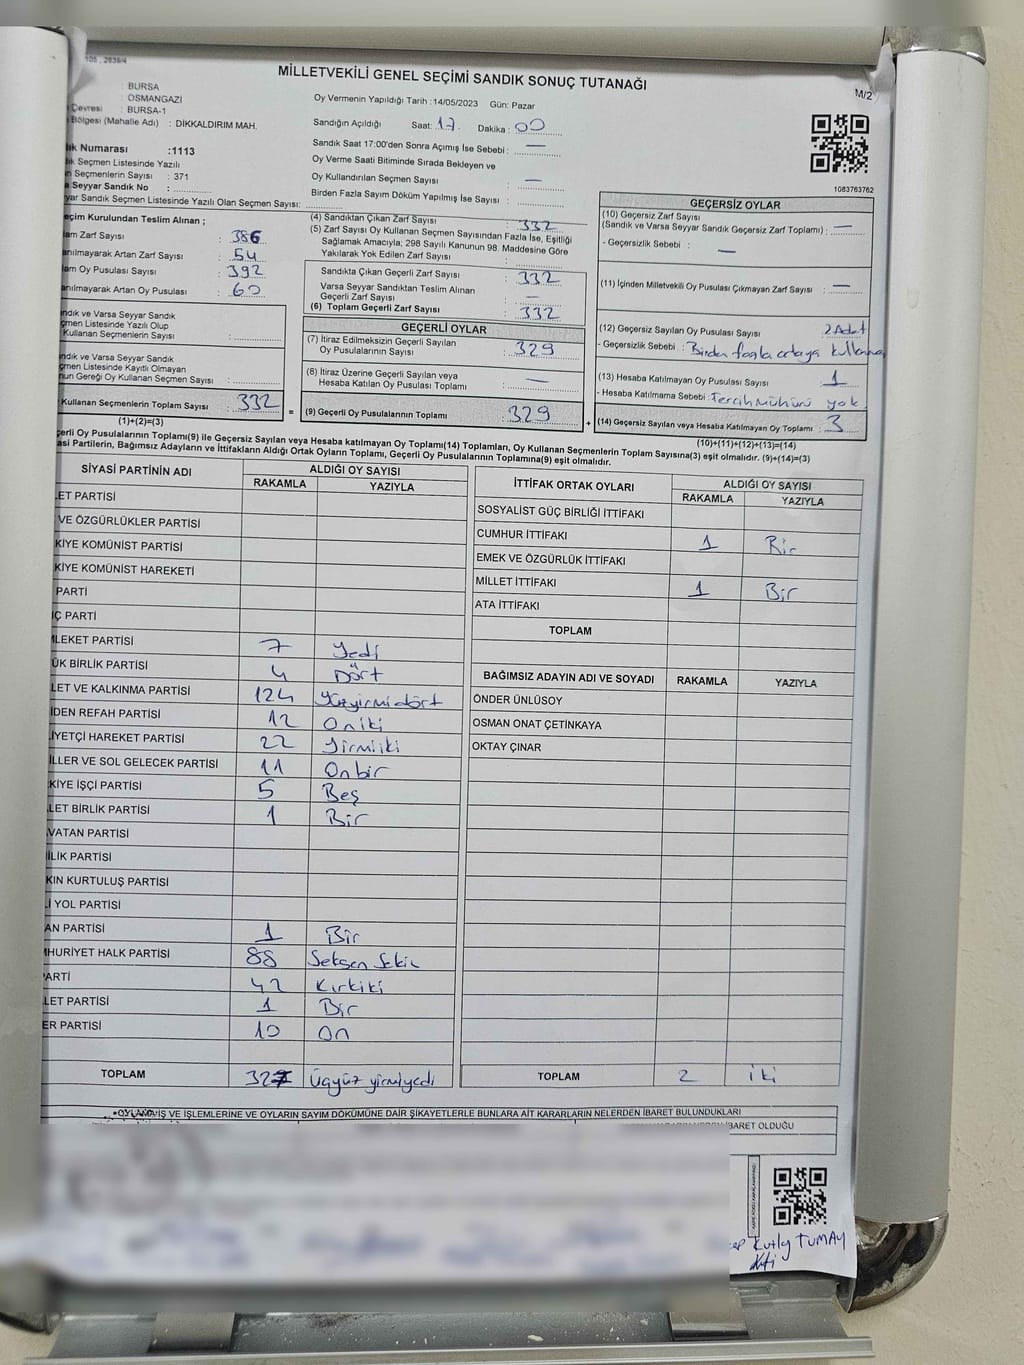 105 , 2839/4
MİLLETVEKİLİ GENEL SEÇİMİ SANDIK SONUÇ TUTANAĞI
M/2
: BURSA
: OSMANGAZİ
Çevresi : BURSA-1
Bölgesi (Mahalle Adı) : DİKKALDIRIM MAH.
Oy Vermenin Yapıldığı Tarih : 14/05/2023 Gün: Pazar
Sandığın Açıldığı Saat: 17 Dakika : 00
Sandık Saat 17:00'den Sonra Açımış İse Sebebi : —
Oy Verme Saati Bitiminde Sırada Bekleyen ve
Oy Kullandırılan Seçmen Sayısı : —
Birden Fazla Sayım Döküm Yapılmış İse Sayısı :
1083763762
Numarası :1113
Seçmen Listesinde Yazılı
Seçmenlerin Sayısı : 371
Seyyar Sandık No :
Sandık Seçmen Listesinde Yazılı Olan Seçmen Sayısı:
Kurulundan Teslim Alınan ;
Zarf Sayısı : 386
Artan Zarf Sayısı : 54
Oy Pusulası Sayısı : 392
Artan Oy Pusulası : 60
ve Varsa Seyyar Sandık
Listesinde Yazılı Olup
Kullanan Seçmenlerin Sayısı :
ve Varsa Seyyar Sandık
Listesinde Kayıtlı Olmayan
Gereği Oy Kullanan Seçmen Sayısı :
Kullanan Seçmenlerin Toplam Sayısı : 332 =
(1)+(2)=(3)
(4) Sandıktan Çıkan Zarf Sayısı : 332
(5) Zarf Sayısı Oy Kullanan Seçmen Sayısından Fazla İse, Eşitliği
Sağlamak Amacıyla; 298 Sayılı Kanunun 98. Maddesine Göre
Yakılarak Yok Edilen Zarf Sayısı :
Sandıkta Çıkan Geçerli Zarf Sayısı : 332
Varsa Seyyar Sandıktan Teslim Alınan
Geçerli Zarf Sayısı : —
(6) Toplam Geçerli Zarf Sayısı : 332
GEÇERLİ OYLAR
(7) İtiraz Edilmeksizin Geçerli Sayılan
Oy Pusulalarının Sayısı : 329
(8) İtiraz Üzerine Geçerli Sayılan veya
Hesaba Katılan Oy Pusulası Toplamı : —
(9) Geçerli Oy Pusulalarının Toplamı : 329 +
GEÇERSİZ OYLAR
(10) Geçersiz Zarf Sayısı
(Sandık ve Varsa Seyyar Sandık Geçersiz Zarf Toplamı) : —
- Geçersizlik Sebebi : —
(11) İçinden Milletvekili Oy Pusulası Çıkmayan Zarf Sayısı : —
(12) Geçersiz Sayılan Oy Pusulası Sayısı : 2 Adet
- Geçersizlik Sebebi : Birden fazla
(13) Hesaba Katılmayan Oy Pusulası Sayısı : 1
- Hesaba Katılmama Sebebi : Tercih Mühürü yok
(14) Geçersiz Sayılan veya Hesaba Katılmayan Oy Toplamı : 3
(10)+(11)+(12)+(13)=(14)
Oy Pusulalarının Toplamı(9) ile Geçersiz Sayılan veya Hesaba katılmayan Oy Toplamı(14) Toplamları, Oy Kullanan Seçmenlerin Toplam Sayısına(3) eşit olmalıdır. (9)+(14)=(3)
Partilerin, Bağımsız Adayların ve İttifakların Aldığı Ortak Oyların Toplamı, Geçerli Oy Pusulalarının Toplamına(9) eşit olmalıdır.
SİYASİ PARTİNİN ADI ALDIĞI OY SAYISI
RAKAMLA YAZIYLA
LET PARTİSİ
VE ÖZGÜRLÜKLER PARTİSİ
KİYE KOMÜNİST PARTİSİ
KİYE KOMÜNİST HAREKETİ
PARTİ
Ç PARTİ
LEKET PARTİSİ 7 Yedi
ÜK BİRLİK PARTİSİ 4 Dört
LET VE KALKINMA PARTİSİ 124 Yüzyirmidört
İDEN REFAH PARTİSİ 12 Oniki
İYETÇİ HAREKET PARTİSİ 22 Yirmiiki
İLLER VE SOL GELECEK PARTİSİ 11 Onbir
KİYE İŞÇİ PARTİSİ 5 Beş
LET BİRLİK PARTİSİ 1 Bir
VATAN PARTİSİ
İLİK PARTİSİ
KIN KURTULUŞ PARTİSİ
İ YOL PARTİSİ
AN PARTİSİ 1 Bir
HURİYET HALK PARTİSİ 88 Seksen Sekiz
PARTİ 42 Kırkiki
LET PARTİSİ 1 Bir
ER PARTİSİ 10 On
TOPLAM 327 Üçyüz yirmiyedi
İTTİFAK ORTAK OYLARI ALDIĞI OY SAYISI
RAKAMLA YAZIYLA
SOSYALİST GÜÇ BİRLİĞİ İTTİFAKI
CUMHUR İTTİFAKI 1 Bir
EMEK VE ÖZGÜRLÜK İTTİFAKI
MİLLET İTTİFAKI 1 Bir
ATA İTTİFAKI
TOPLAM
BAĞIMSIZ ADAYIN ADI VE SOYADI RAKAMLA YAZIYLA
ÖNDER ÜNLÜSOY
OSMAN ONAT ÇETİNKAYA
OKTAY ÇINAR
TOPLAM 2 iki
VE İŞLEMLERİNE VE OYLARIN SAYIM DÖKÜMÜNE DAİR ŞİKAYETLERLE BUNLARA AİT KARARLARIN NELERDEN İBARET BULUNDUKLARI
İBARET OLDUĞU
TUMAY